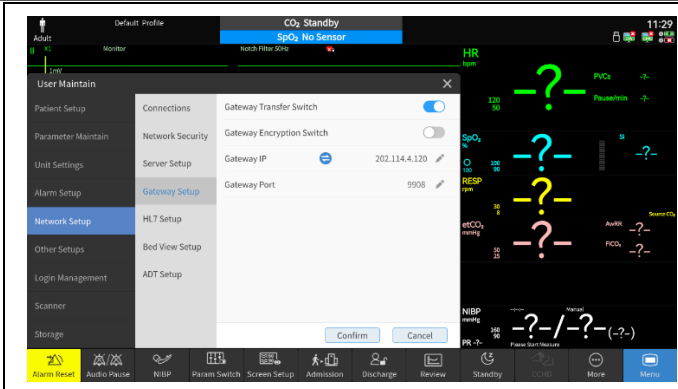 Default Profile
CO₂ Standby
11:29
Adult
SpO₂ No Sensor
II X1 Monitor Notch Filter 50Hz
1mV
HR
bpm
120
50
-?-
PVCs -?-
Pause/min -?-
User Maintain
Patient Setup
Parameter Maintain
Unit Settings
Alarm Setup
Network Setup
Other Setups
Login Management
Scanner
Storage
Connections
Network Security
Server Setup
Gateway Setup
HL7 Setup
Bed View Setup
ADT Setup
Gateway Transfer Switch
Gateway Encryption Switch
Gateway IP 202.114.4.120
Gateway Port 9908
Confirm Cancel
SpO₂
%
100
90
-?-
SI
-?-
RESP
rpm
30
8
-?-
Source CO₂
etCO₂
mmHg
50
25
-?-
AwRR -?-
FiCO₂ -?-
NIBP
mmHg
160
90
--:-- Manual
-?-/-?-(-?-)
PR -?- Please Start Measure
Alarm Reset Audio Pause NIBP Param Switch Screen Setup Admission Discharge Review Standby CCHD More Menu